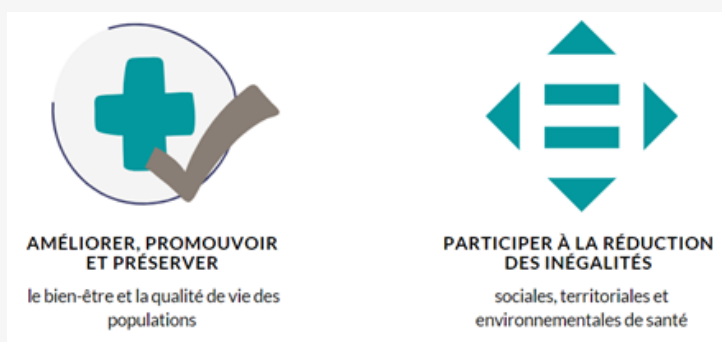 AMÉLIORER, PROMOUVOIR
ET PRÉSERVER
le bien-être et la qualité de vie des
populations
PARTICIPER À LA RÉDUCTION
DES INÉGALITÉS
sociales, territoriales et
environnementales de santé